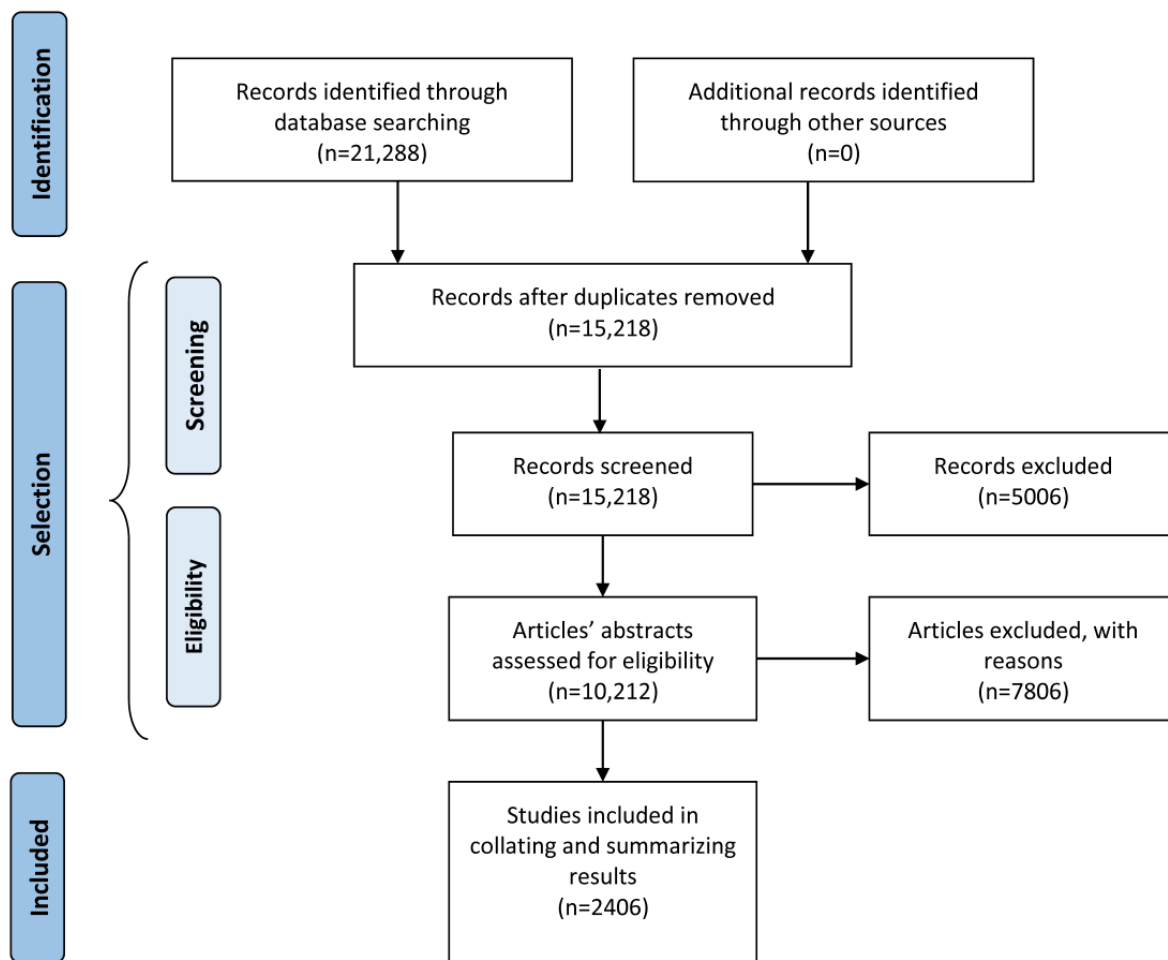 Identification
Records identified through
database searching
(n=21,288)
Additional records identified
through other sources
(n=0)
Selection
Screening
Records after duplicates removed
(n=15,218)
Records screened
(n=15,218)
Records excluded
(n=5006)
Eligibility
Articles’ abstracts
assessed for eligibility
(n=10,212)
Articles excluded, with
reasons
(n=7806)
Included
Studies included in
collating and summarizing
results
(n=2406)